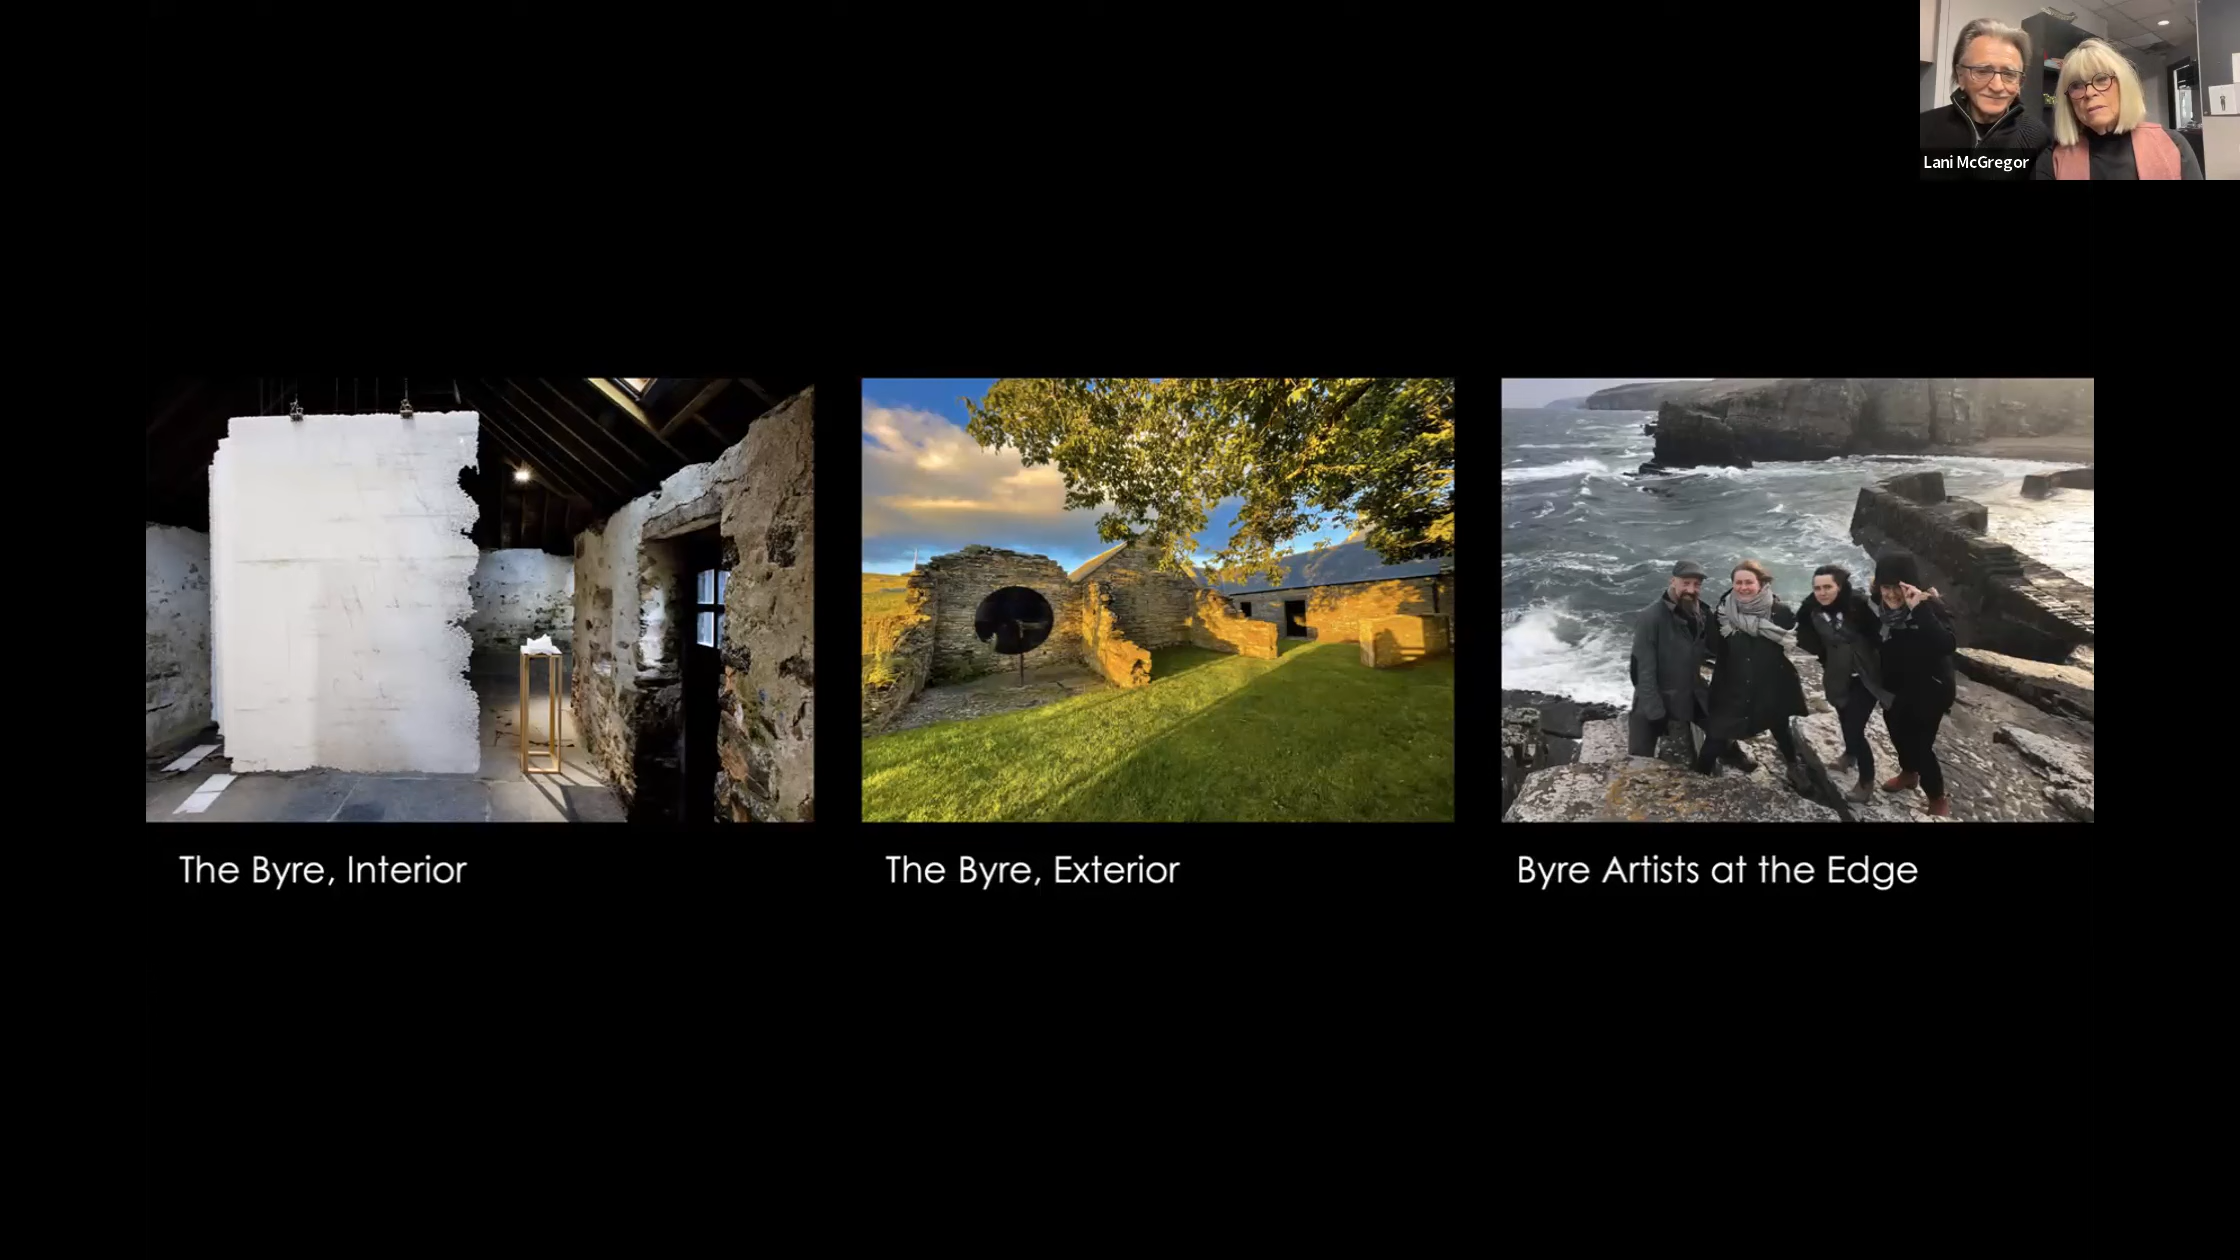 Lani McGregor
The Byre, Interior
The Byre, Exterior
Byre Artists at the Edge